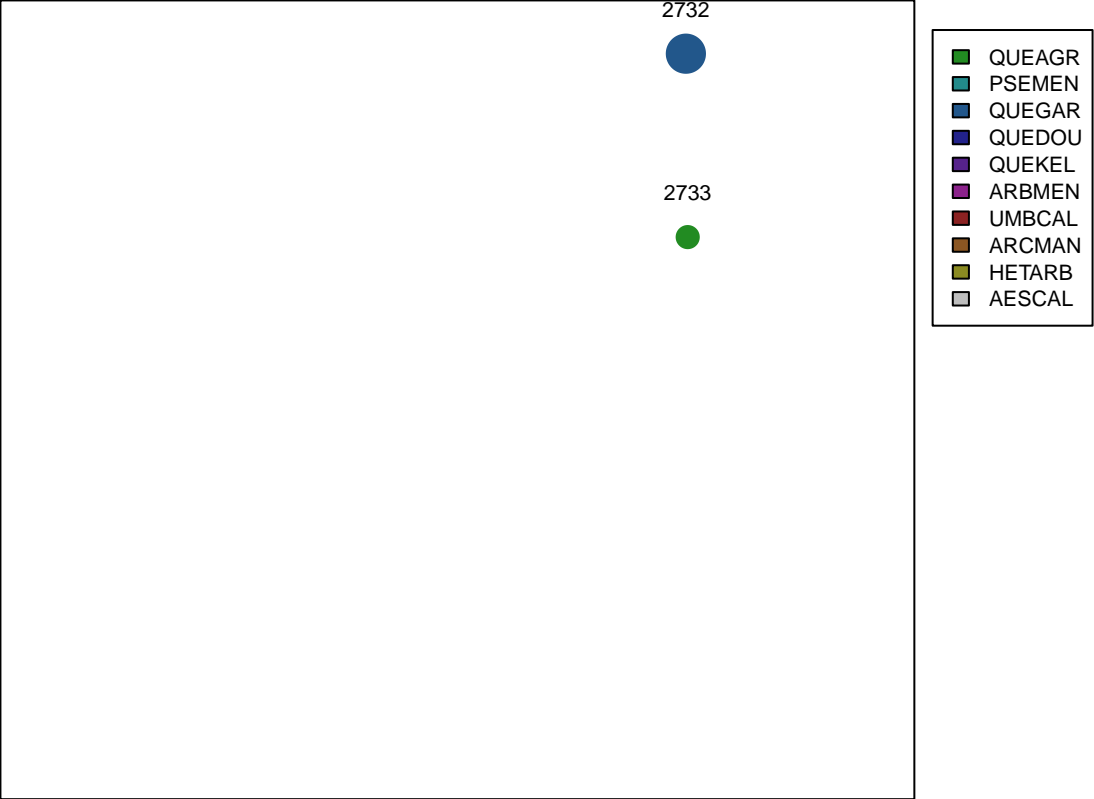 2732
2733
QUEAGR
PSEMEN
QUEGAR
QUEDOU
QUEKEL
ARBMEN
UMBCAL
ARCMAN
HETARB
AESCAL